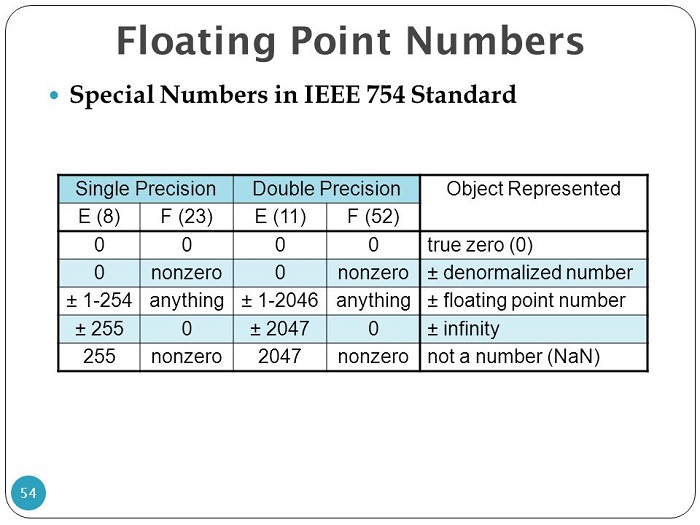 Floating Point Numbers
• Special Numbers in IEEE 754 Standard
Single Precision Double Precision Object Represented
E (8) F (23) E (11) F (52)
0 0 0 0 true zero (0)
0 nonzero 0 nonzero ± denormalized number
± 1-254 anything ± 1-2046 anything ± floating point number
± 255 0 ± 2047 0 ± infinity
255 nonzero 2047 nonzero not a number (NaN)
54